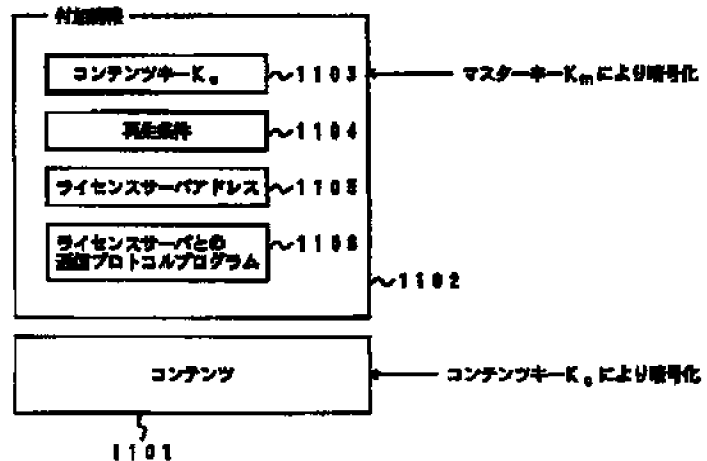 付加情報
コンテンツキーKc
~1103
マスターキーKmにより暗号化
再生条件
~1104
ライセンスサーバアドレス
~1105
ライセンスサーバとの
~1106
通信プロトコルプログラム
~1102
コンテンツ
コンテンツキーKcにより暗号化
1101